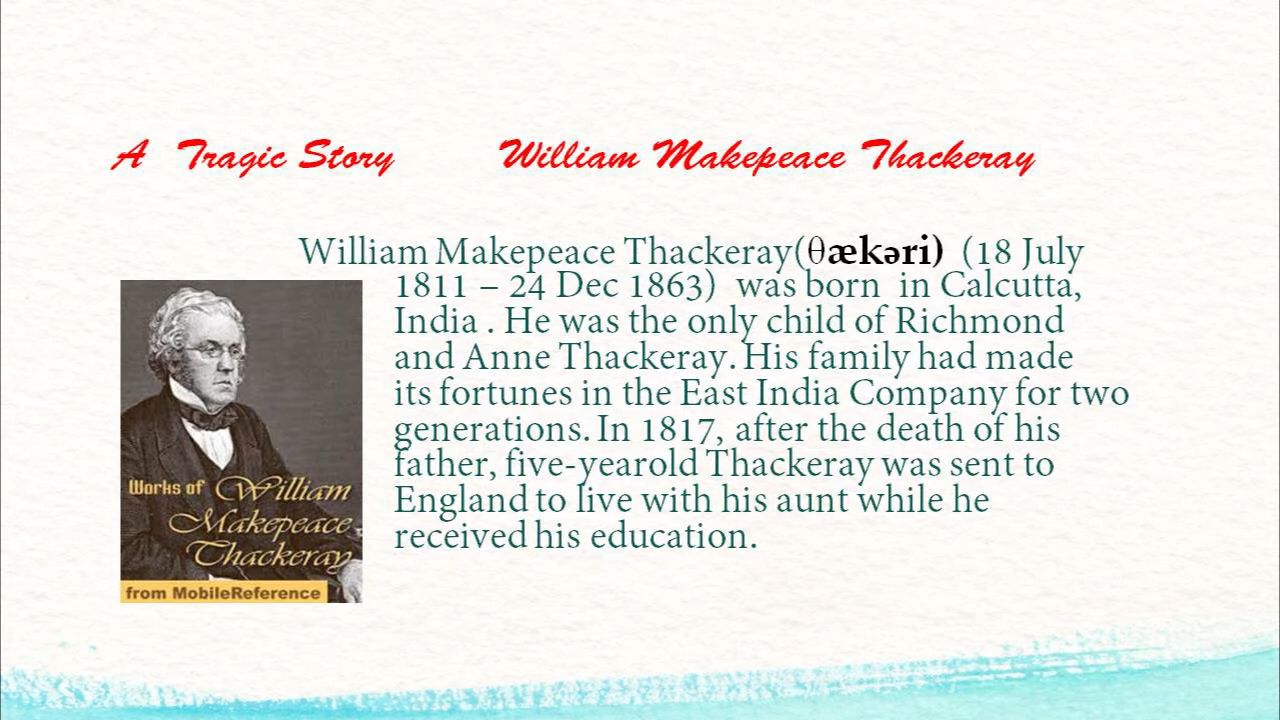 A Tragic Story William Makepeace Thackeray
William Makepeace Thackeray(θækəri) (18 July
1811 – 24 Dec 1863) was born in Calcutta,
India . He was the only child of Richmond
and Anne Thackeray. His family had made
its fortunes in the East India Company for two
generations. In 1817, after the death of his
father, five-yearold Thackeray was sent to
England to live with his aunt while he
received his education.
Works of William
Makepeace
Thackeray
from MobileReference